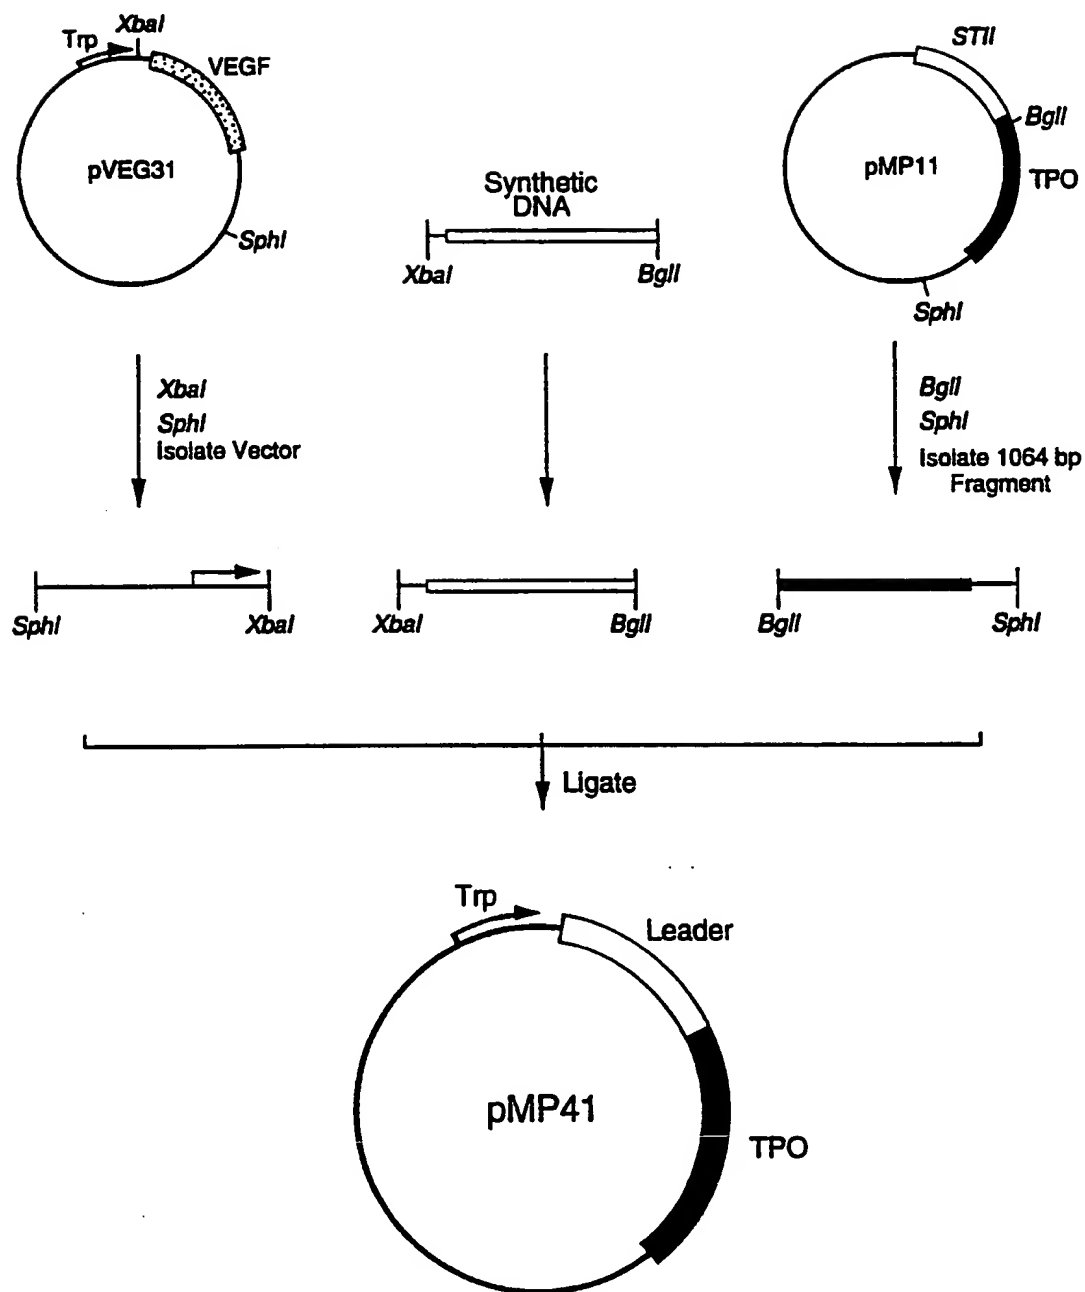 XbaI
Trp
VEGF
pVEG31
SphI
Synthetic
DNA
XbaI
BglI
STII
BglI
pMP11
TPO
SphI
XbaI
SphI
Isolate Vector
BglI
SphI
Isolate 1064 bp
Fragment
SphI
XbaI
XbaI
BglI
BglI
SphI
Ligate
Trp
Leader
pMP41
TPO